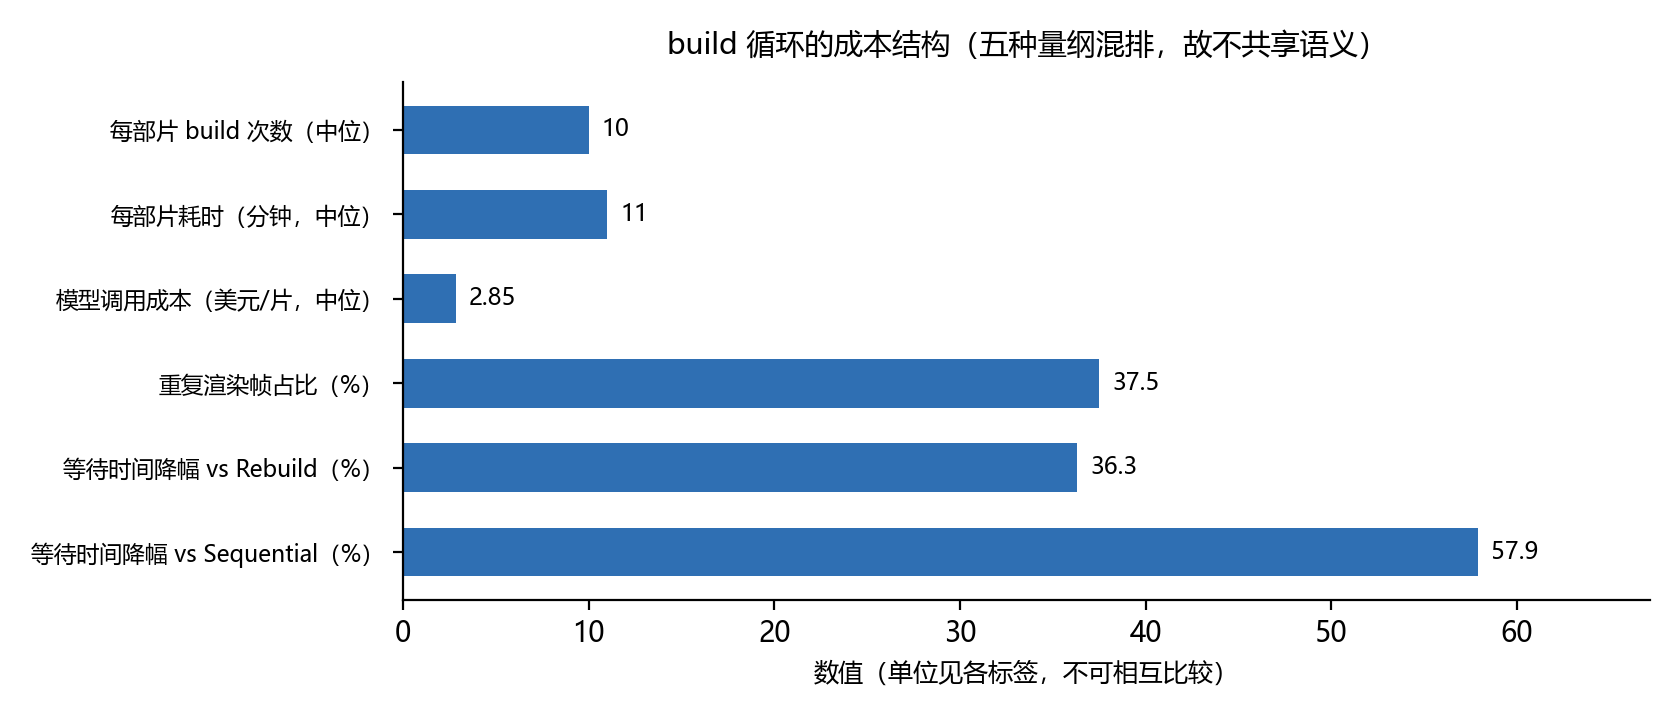 build 循环的成本结构（五种量纲混排，故不共享语义）
每部片 build 次数（中位） 10
每部片耗时（分钟，中位） 11
模型调用成本（美元/片，中位） 2.85
重复渲染帧占比（%） 37.5
等待时间降幅 vs Rebuild（%） 36.3
等待时间降幅 vs Sequential（%） 57.9
0 10 20 30 40 50 60
数值（单位见各标签，不可相互比较）